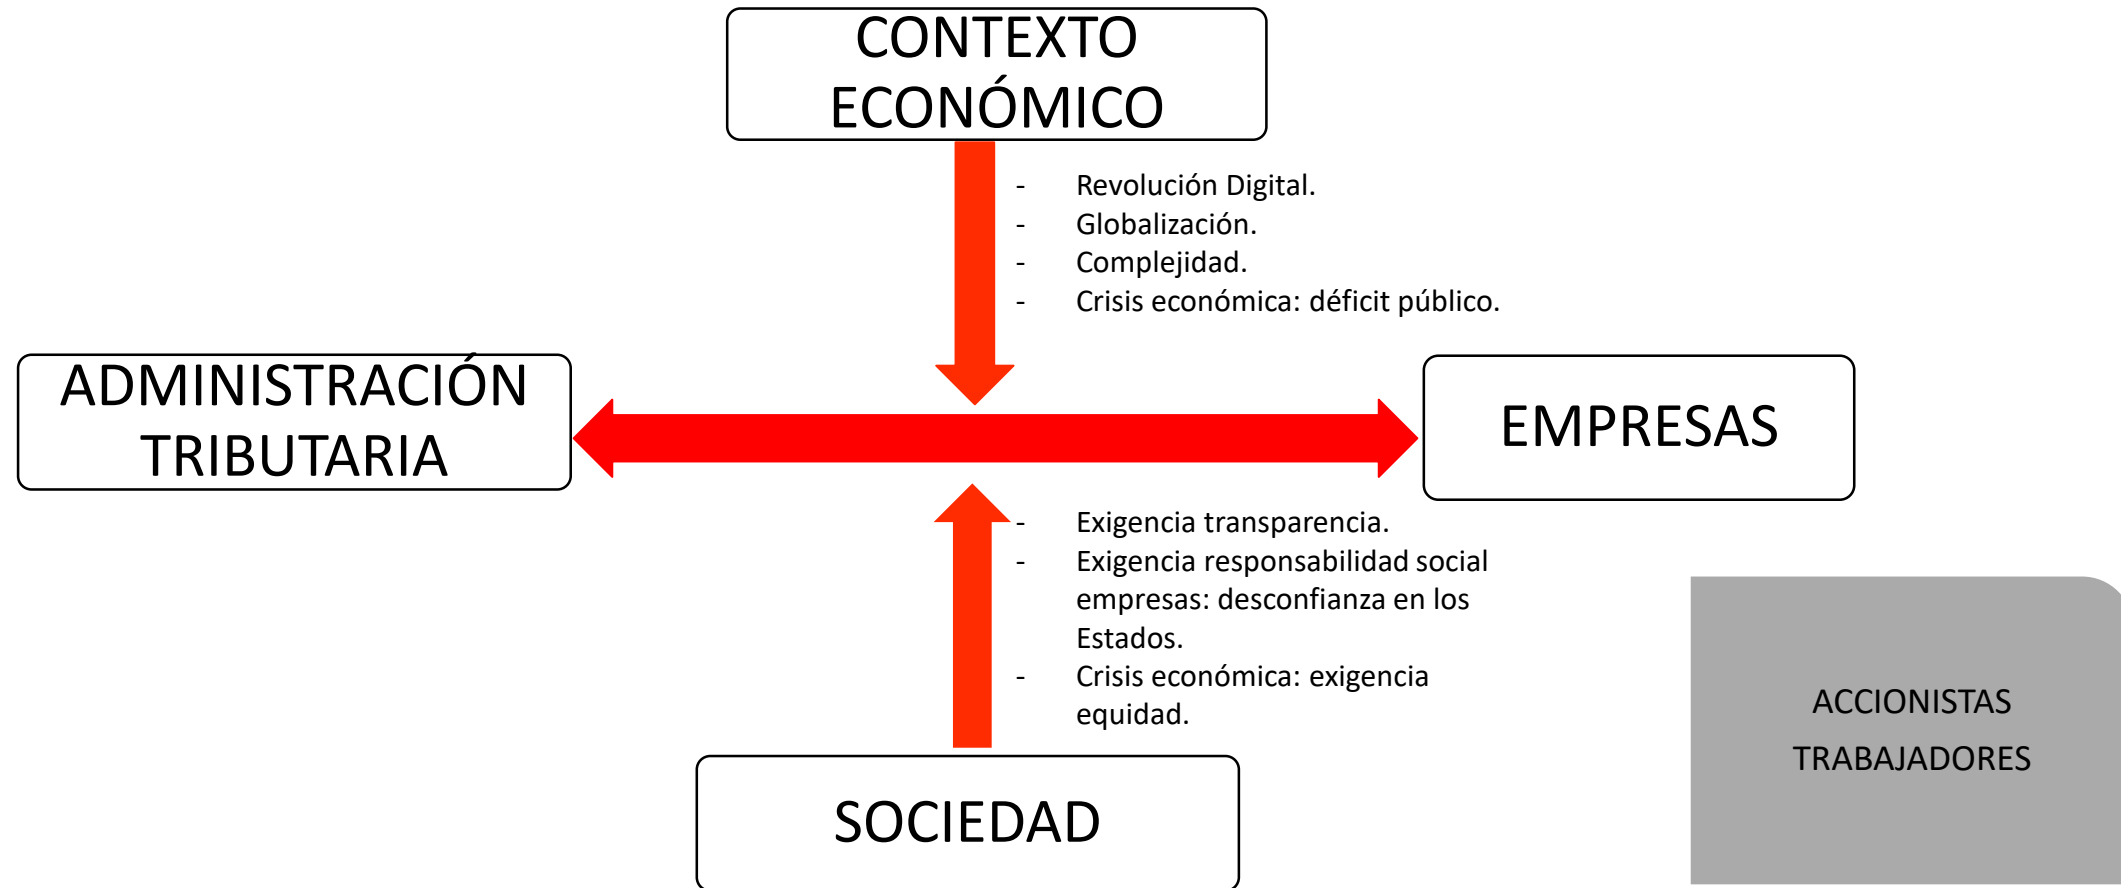 CONTEXTO
ECONÓMICO
- Revolución Digital.
- Globalización.
- Complejidad.
- Crisis económica: déficit público.
ADMINISTRACIÓN
TRIBUTARIA
EMPRESAS
- Exigencia transparencia.
- Exigencia responsabilidad social
empresas: desconfianza en los
Estados.
- Crisis económica: exigencia
equidad.
ACCIONISTAS
TRABAJADORES
SOCIEDAD